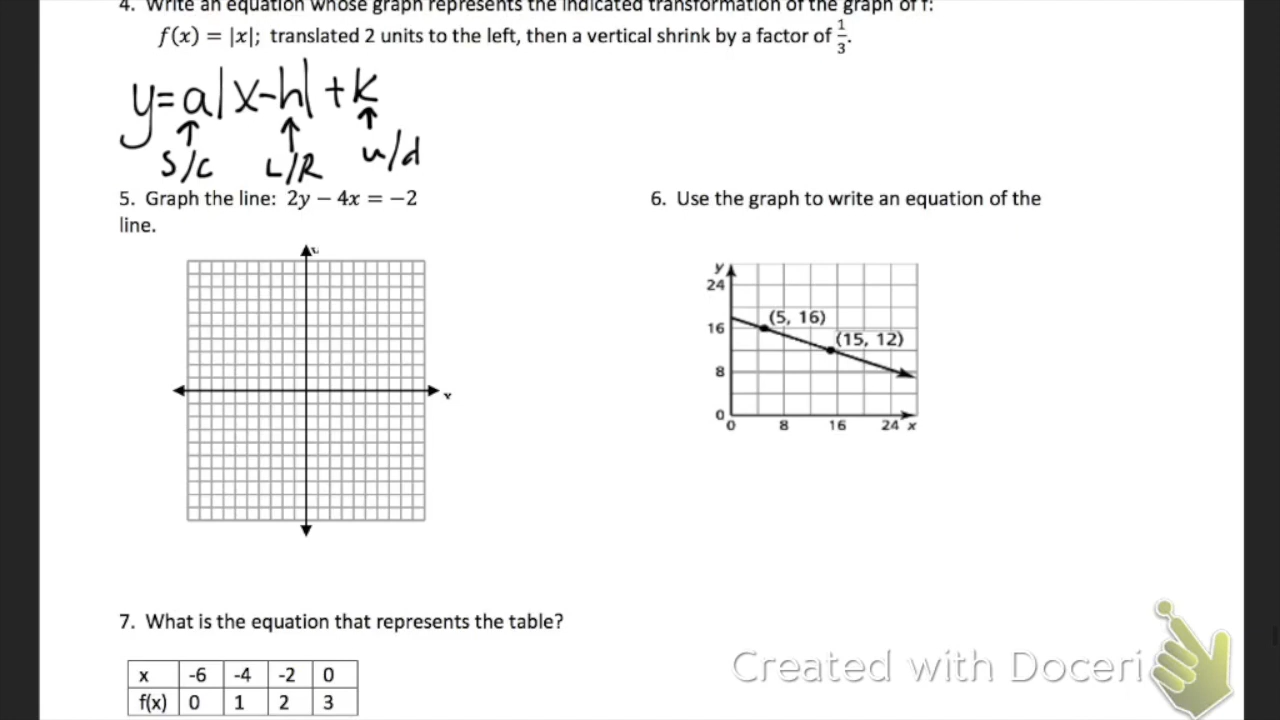 4. Write an equation whose graph represents the indicated transformation of the graph of f:
f(x) = |x|; translated 2 units to the left, then a vertical shrink by a factor of 1/3.
y=a|x-h|+k
S/C L/R u/d
5. Graph the line: 2y − 4x = −2
line.
6. Use the graph to write an equation of the
y
24
(5, 16)
16
(15, 12)
8
0
0 8 16 24 x
x
7. What is the equation that represents the table?
x -6 -4 -2 0
f(x) 0 1 2 3
Created with Doceri